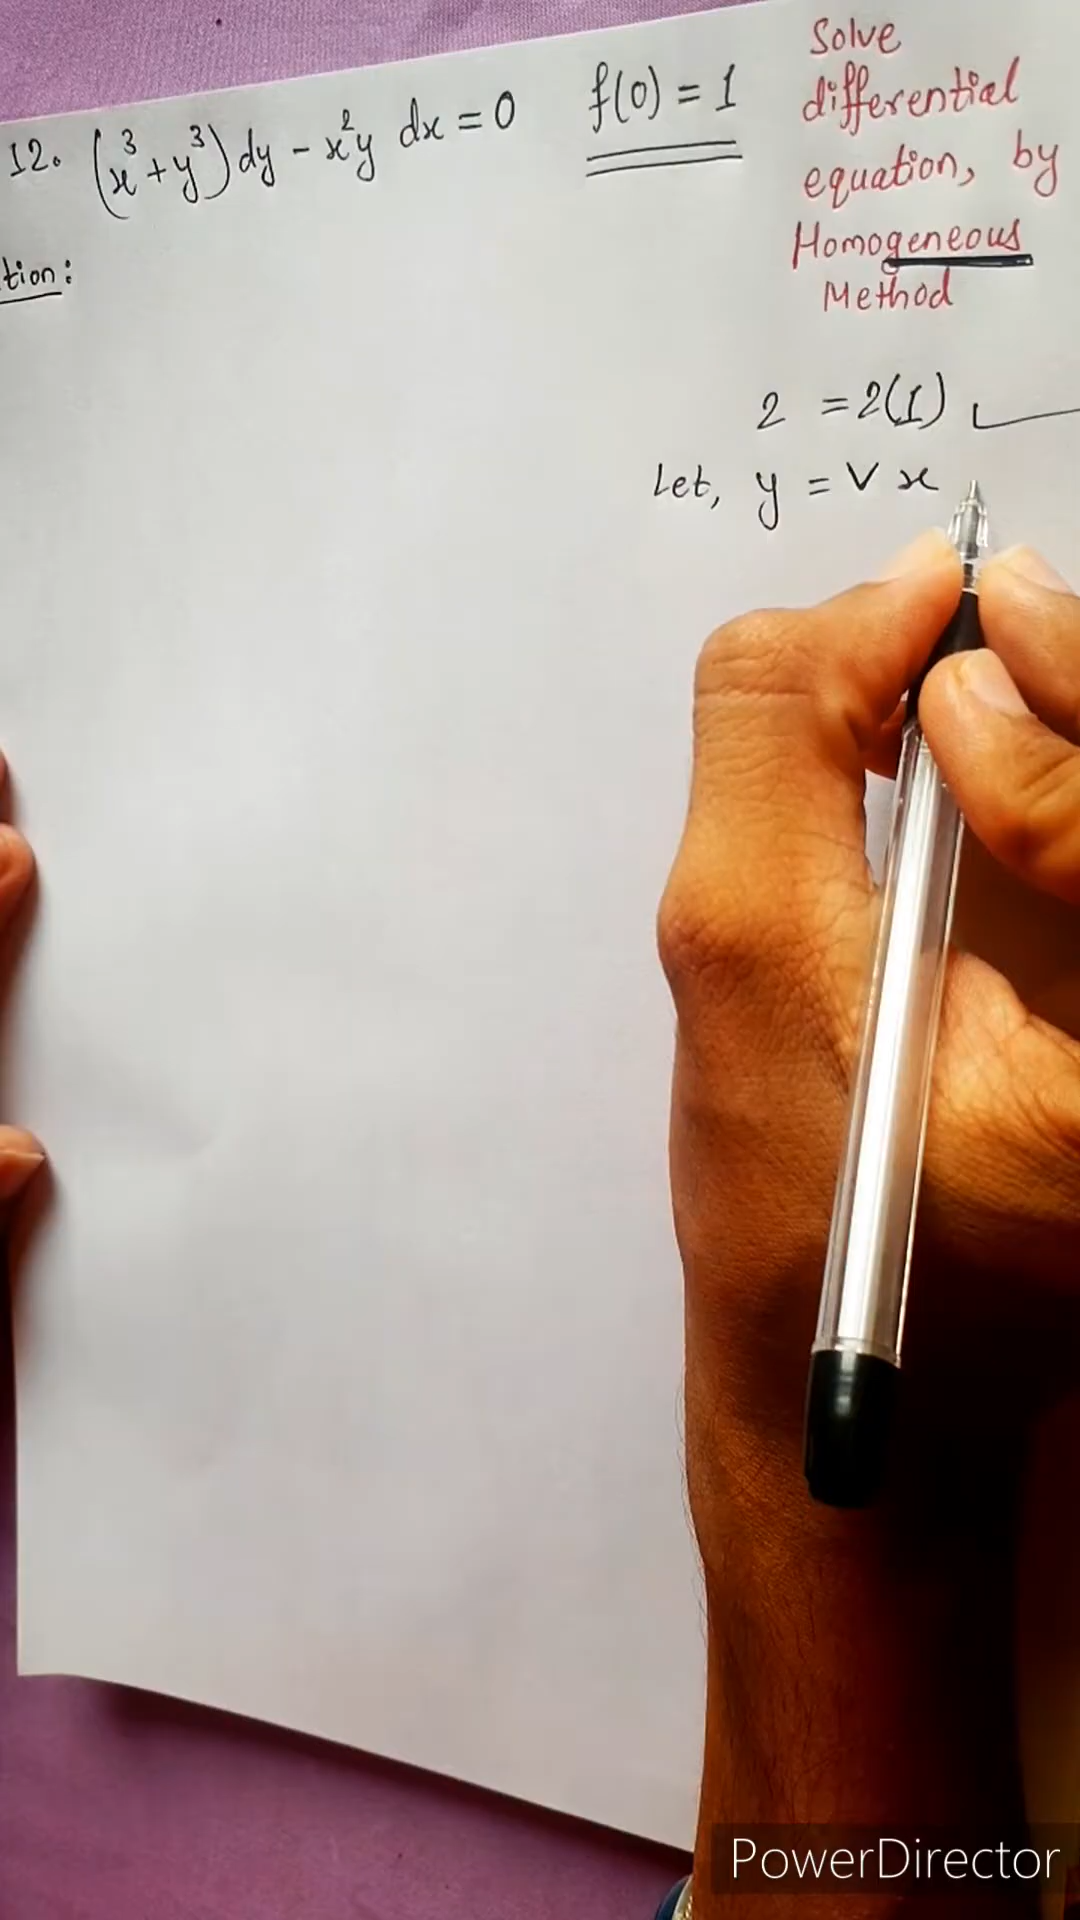 12. (x³+y³)dy - x²y dx = 0 f(0) = 1
tion:
Solve
differential
equation, by
Homogeneous
Method
2 = 2(1)
Let, y = V x
PowerDirector